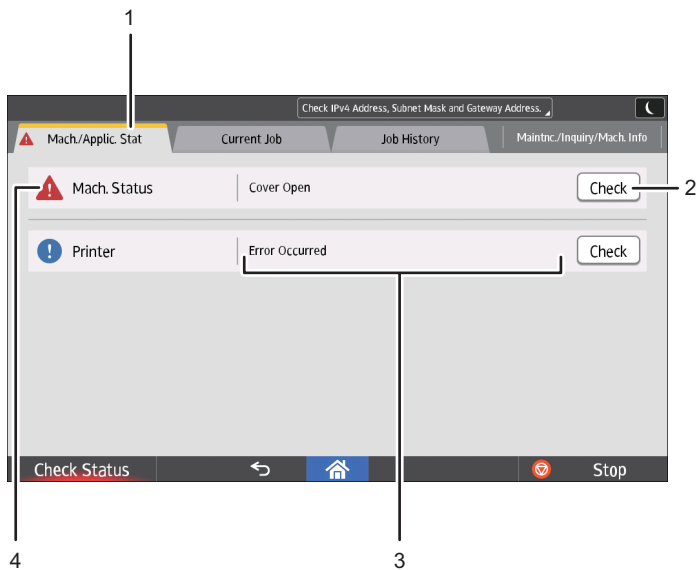 1
Check IPv4 Address, Subnet Mask and Gateway Address.
Mach./Applic. Stat
Current Job
Job History
Maintnc./Inquiry/Mach. Info
Mach. Status
Cover Open
Check
2
Printer
Error Occurred
Check
Check Status
Stop
4
3